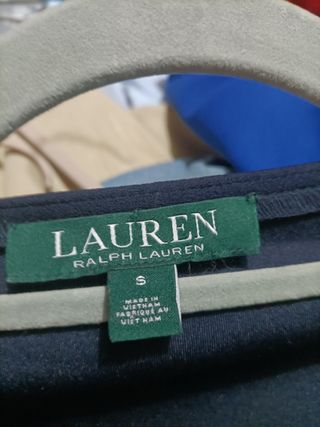 LAUREN
RALPH LAUREN
S
MADE IN
VIETNAM
FABRIQUÉ AU
VIET NAM